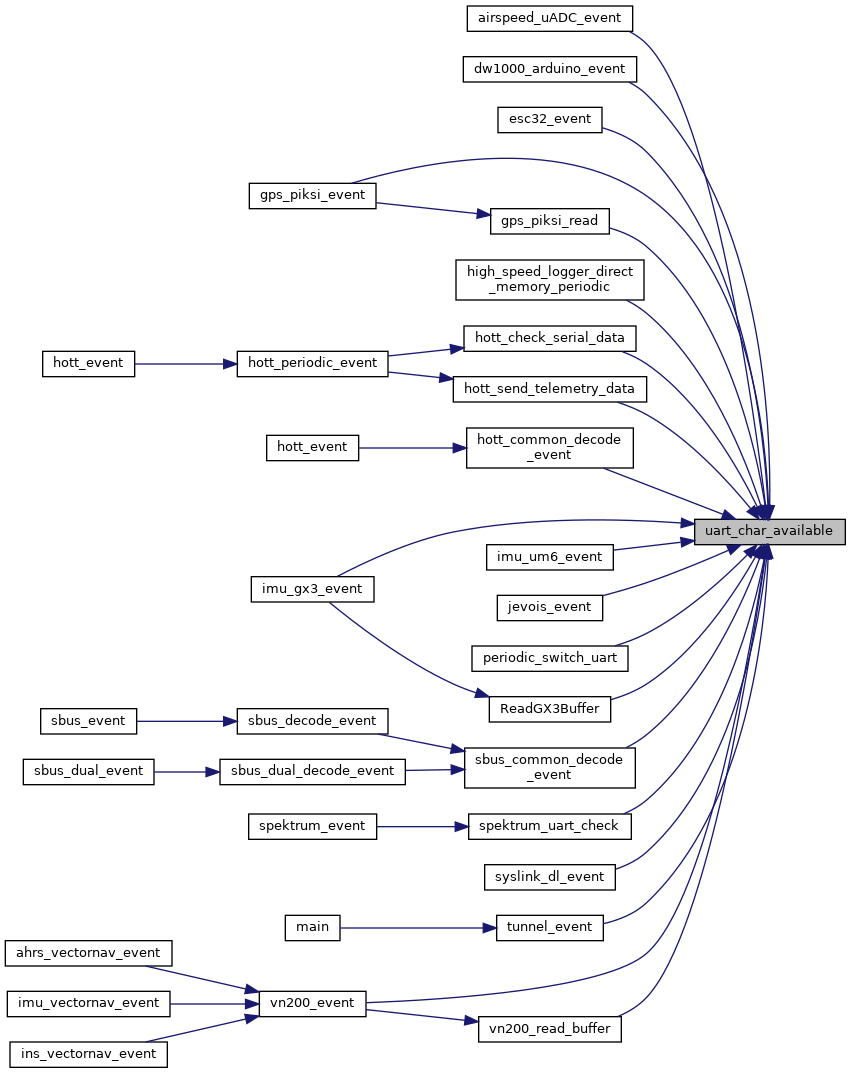 airspeed_uADC_event
dw1000_arduino_event
esc32_event
gps_piksi_event
gps_piksi_read
high_speed_logger_direct
_memory_periodic
hott_check_serial_data
hott_event
hott_periodic_event
hott_send_telemetry_data
hott_event
hott_common_decode
_event
uart_char_available
imu_um6_event
imu_gx3_event
jevois_event
periodic_switch_uart
ReadGX3Buffer
sbus_event
sbus_decode_event
sbus_common_decode
_event
sbus_dual_event
sbus_dual_decode_event
spektrum_event
spektrum_uart_check
syslink_dl_event
main
tunnel_event
ahrs_vectornav_event
imu_vectornav_event
vn200_event
vn200_read_buffer
ins_vectornav_event